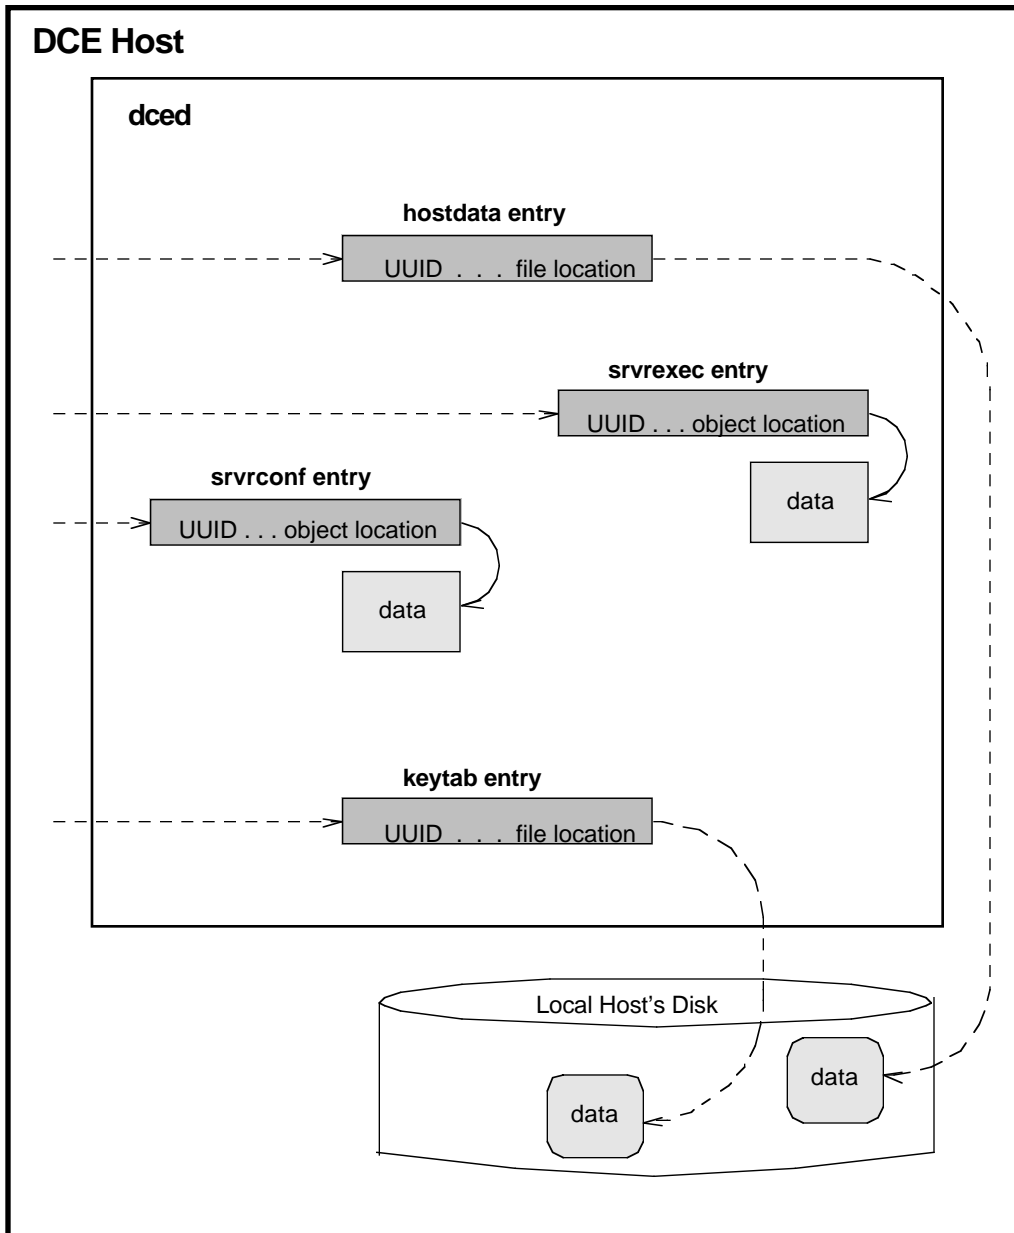 DCE Host
dced
hostdata entry
UUID . . . file location
srvrexec entry
UUID . . . object location
data
srvrconf entry
UUID . . . object location
data
keytab entry
UUID . . . file location
Local Host's Disk
data
data